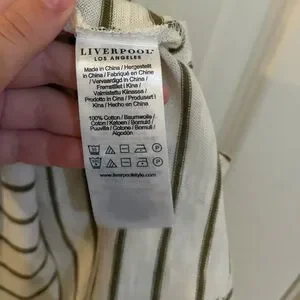 LIVERPOOL
LOS ANGELES
Made in China / Hergestellt
in China / Fabriqué en Chine
/ Vervaardigd in China /
Fremstillet i Kina /
Valmistettu Kiinassa /
Prodotto in Cina / Produsert i
Kina / Hecho en China
100% Cotton / Baumwolle /
Coton / Katoen / Bomuld /
Puuvilla / Cotone / Bomull /
Algodón
www.liverpoolstyle.com